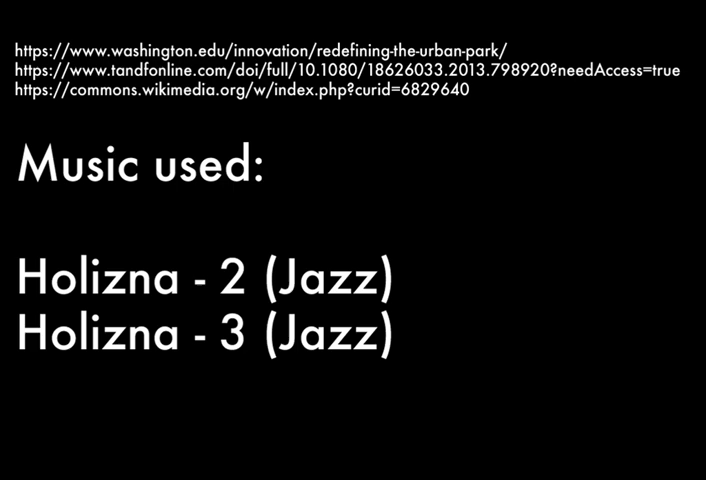 https://www.washington.edu/innovation/redefining-the-urban-park/
https://www.tandfonline.com/doi/full/10.1080/18626033.2013.798920?needAccess=true
https://commons.wikimedia.org/w/index.php?curid=6829640
Music used:
Holizna - 2 (Jazz)
Holizna - 3 (Jazz)